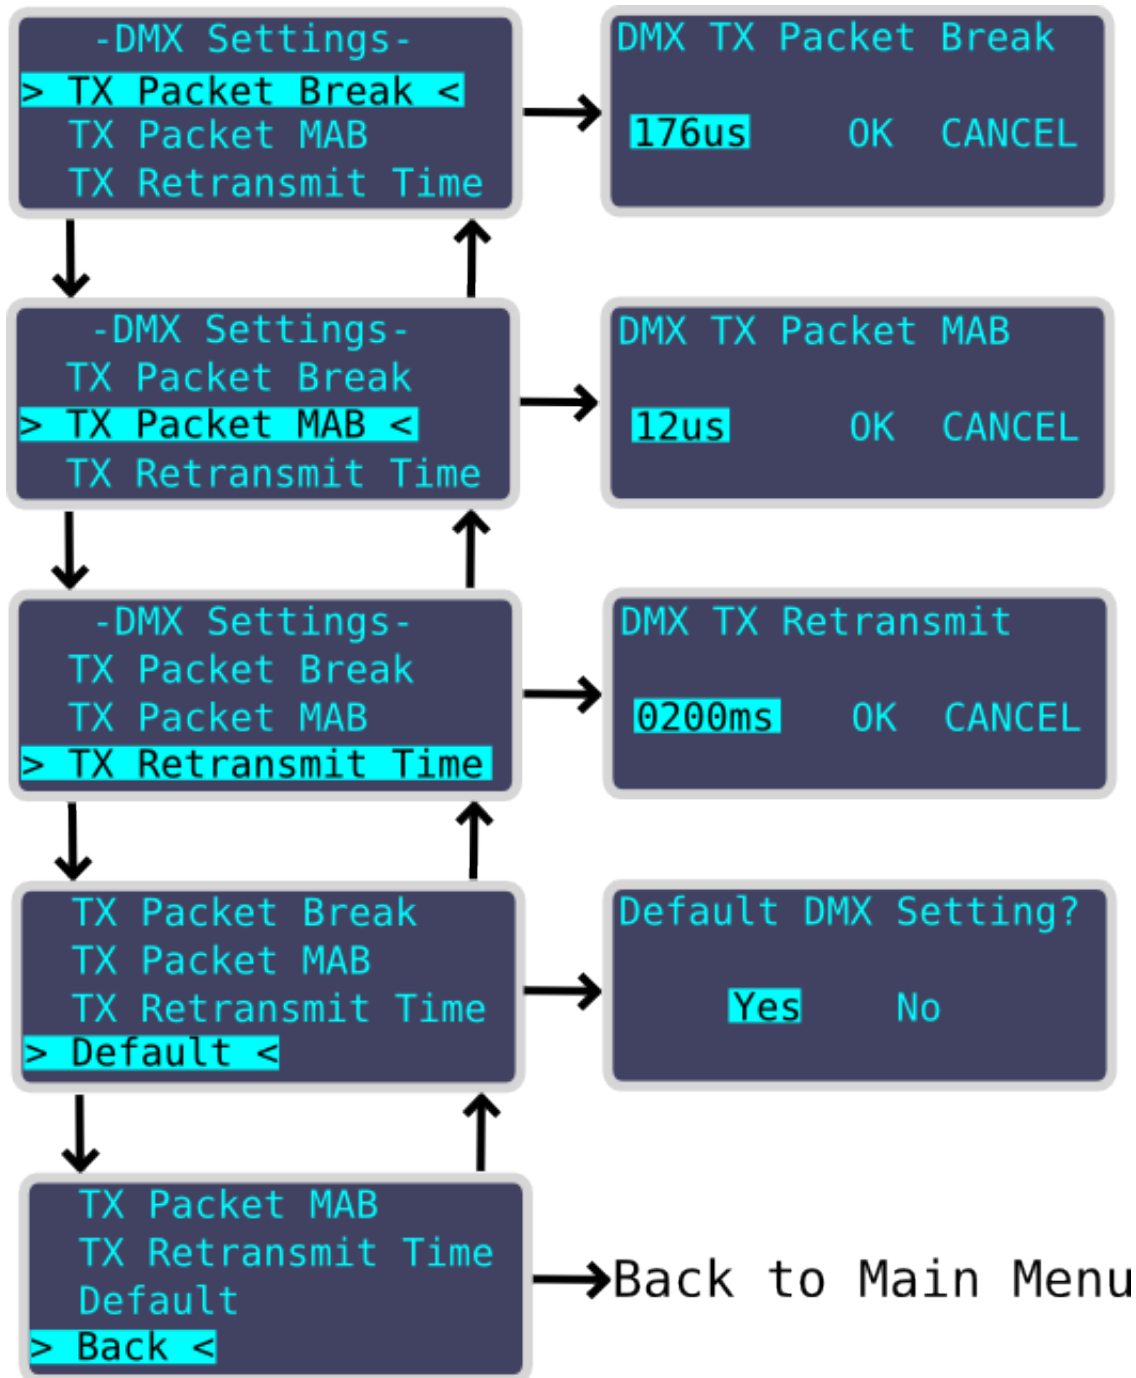 -DMX Settings-
> TX Packet Break <
TX Packet MAB
TX Retransmit Time
DMX TX Packet Break
176us OK CANCEL
-DMX Settings-
TX Packet Break
> TX Packet MAB <
TX Retransmit Time
DMX TX Packet MAB
12us OK CANCEL
-DMX Settings-
TX Packet Break
TX Packet MAB
> TX Retransmit Time
DMX TX Retransmit
0200ms OK CANCEL
TX Packet Break
TX Packet MAB
TX Retransmit Time
> Default <
Default DMX Setting?
Yes No
TX Packet MAB
TX Retransmit Time
Default
> Back <
Back to Main Menu